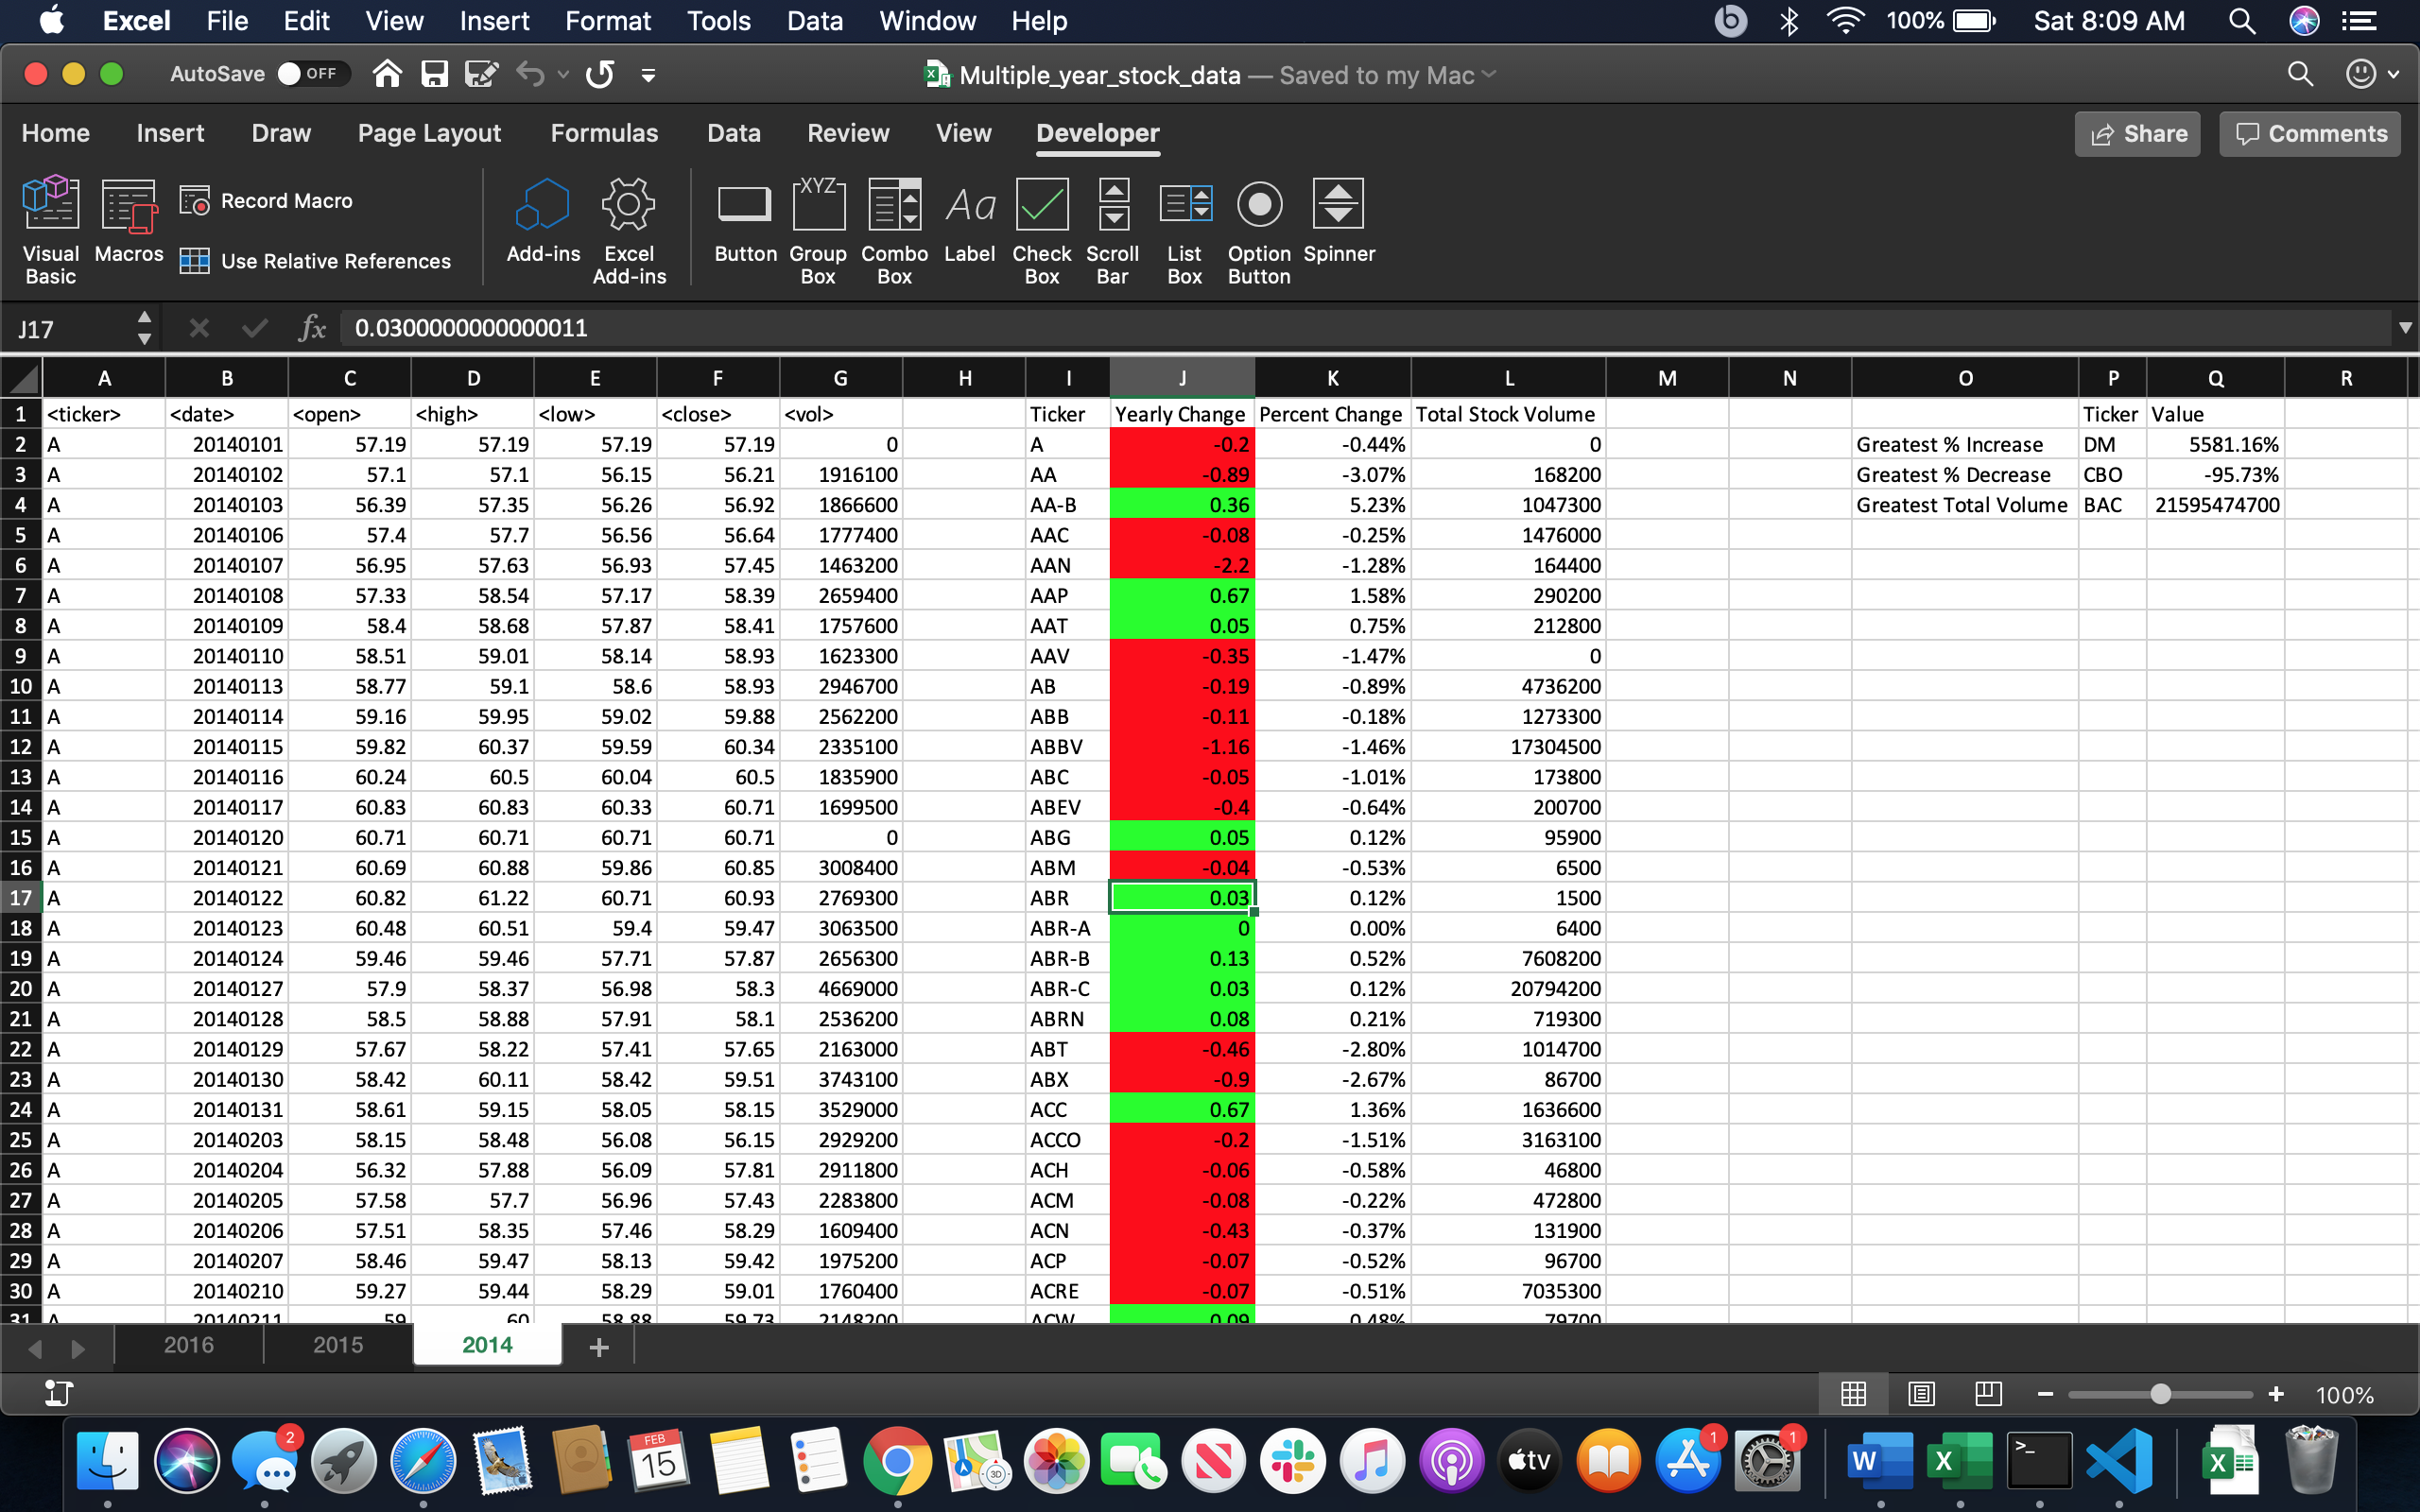 Excel File Edit View Insert Format Tools Data Window Help 100% Sat 8:09 AM
AutoSave OFF Multiple_year_stock_data — Saved to my Mac
Home Insert Draw Page Layout Formulas Data Review View Developer Share Comments
Visual Basic Macros Record Macro Use Relative References Add-ins Excel Add-ins Button Group Box Combo Box Label Check Box Scroll Bar List Box Option Button Spinner
J17 fx 0.0300000000000011
A B C D E F G H I J K L M N O P Q R
1 <ticker> <date> <open> <high> <low> <close> <vol> Ticker Yearly Change Percent Change Total Stock Volume Ticker Value
2 A 20140101 57.19 57.19 57.19 57.19 0 A -0.2 -0.44% 0 Greatest % Increase DM 5581.16%
3 A 20140102 57.1 57.1 56.15 56.21 1916100 AA -0.89 -3.07% 168200 Greatest % Decrease CBO -95.73%
4 A 20140103 56.39 57.35 56.26 56.92 1866600 AA-B 0.36 5.23% 1047300 Greatest Total Volume BAC 21595474700
5 A 20140106 57.4 57.7 56.56 56.64 1777400 AAC -0.08 -0.25% 1476000
6 A 20140107 56.95 57.63 56.93 57.45 1463200 AAN -2.2 -1.28% 164400
7 A 20140108 57.33 58.54 57.17 58.39 2659400 AAP 0.67 1.58% 290200
8 A 20140109 58.4 58.68 57.87 58.41 1757600 AAT 0.05 0.75% 212800
9 A 20140110 58.51 59.01 58.14 58.93 1623300 AAV -0.35 -1.47% 0
10 A 20140113 58.77 59.1 58.6 58.93 2946700 AB -0.19 -0.89% 4736200
11 A 20140114 59.16 59.95 59.02 59.88 2562200 ABB -0.11 -0.18% 1273300
12 A 20140115 59.82 60.37 59.59 60.34 2335100 ABBV -1.16 -1.46% 17304500
13 A 20140116 60.24 60.5 60.04 60.5 1835900 ABC -0.05 -1.01% 173800
14 A 20140117 60.83 60.83 60.33 60.71 1699500 ABEV -0.4 -0.64% 200700
15 A 20140120 60.71 60.71 60.71 60.71 0 ABG 0.05 0.12% 95900
16 A 20140121 60.69 60.88 59.86 60.85 3008400 ABM -0.04 -0.53% 6500
17 A 20140122 60.82 61.22 60.71 60.93 2769300 ABR 0.03 0.12% 1500
18 A 20140123 60.48 60.51 59.4 59.47 3063500 ABR-A 0 0.00% 6400
19 A 20140124 59.46 59.46 57.71 57.87 2656300 ABR-B 0.13 0.52% 7608200
20 A 20140127 57.9 58.37 56.98 58.3 4669000 ABR-C 0.03 0.12% 20794200
21 A 20140128 58.5 58.88 57.91 58.1 2536200 ABRN 0.08 0.21% 719300
22 A 20140129 57.67 58.22 57.41 57.65 2163000 ABT -0.46 -2.80% 1014700
23 A 20140130 58.42 60.11 58.42 59.51 3743100 ABX -0.9 -2.67% 86700
24 A 20140131 58.61 59.15 58.05 58.15 3529000 ACC 0.67 1.36% 1636600
25 A 20140203 58.15 58.48 56.08 56.15 2929200 ACCO -0.2 -1.51% 3163100
26 A 20140204 56.32 57.88 56.09 57.81 2911800 ACH -0.06 -0.58% 46800
27 A 20140205 57.58 57.7 56.96 57.43 2283800 ACM -0.08 -0.22% 472800
28 A 20140206 57.51 58.35 57.46 58.29 1609400 ACN -0.43 -0.37% 131900
29 A 20140207 58.46 59.47 58.13 59.42 1975200 ACP -0.07 -0.52% 96700
30 A 20140210 59.27 59.44 58.29 59.01 1760400 ACRE -0.07 -0.51% 7035300
31 A 20140211 59 60 58.88 59.73 2148200 ACW 0.09 0.48% 79700
2016 2015 2014 +
100%
2 FEB 15 3D tv 1 1 W X >_ X